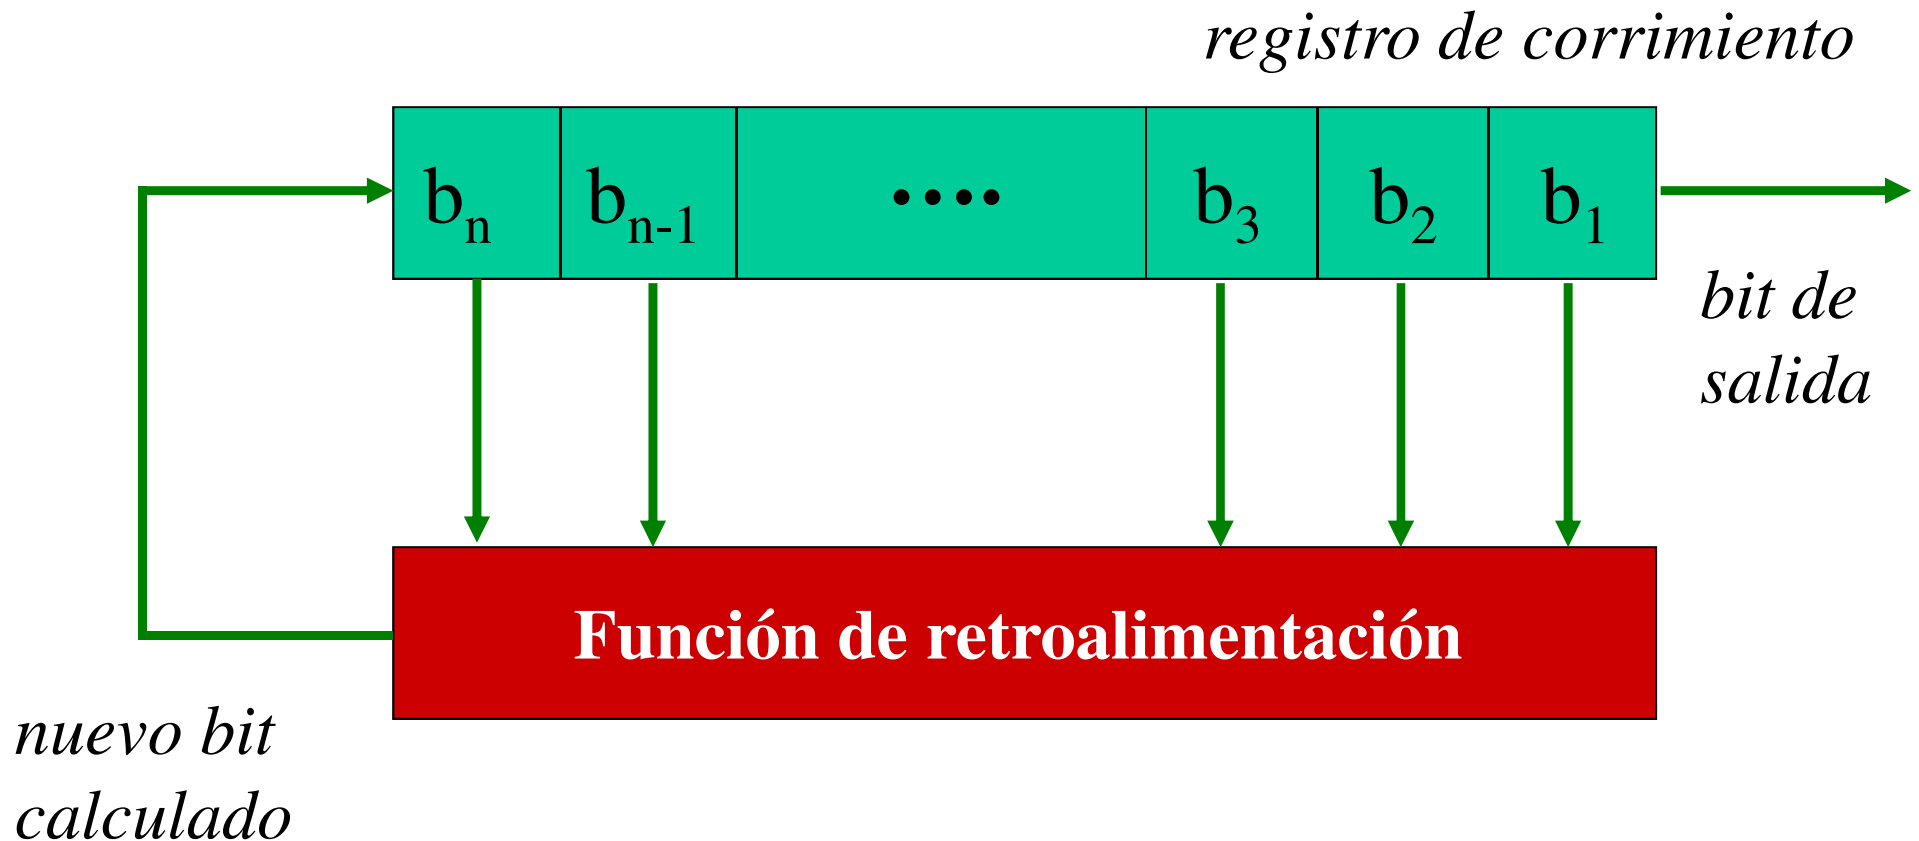 registro de corrimiento
bₙ bₙ₋₁ •••• b₃ b₂ b₁
bit de
salida
Función de retroalimentación
nuevo bit
calculado